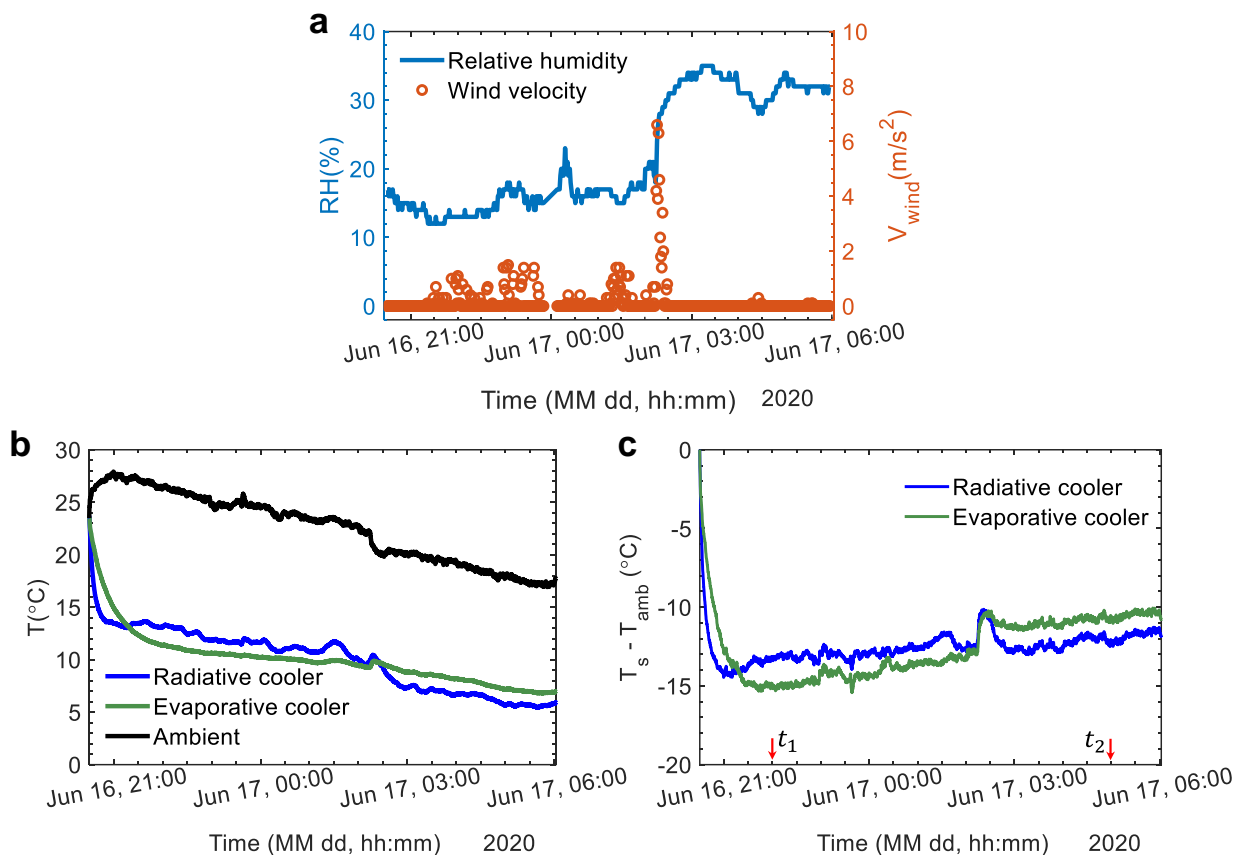 a
40
30
20
10
0
RH(%)
Relative humidity
Wind velocity
10
8
6
4
2
0
V_wind(m/s²)
Jun 16, 21:00
Jun 17, 00:00
Jun 17, 03:00
Jun 17, 06:00
Time (MM dd, hh:mm) 2020
b
30
25
20
15
10
5
0
T(°C)
Radiative cooler
Evaporative cooler
Ambient
Jun 16, 21:00
Jun 17, 00:00
Jun 17, 03:00
Jun 17, 06:00
Time (MM dd, hh:mm) 2020
c
0
-5
-10
-15
-20
T_s - T_amb (°C)
Radiative cooler
Evaporative cooler
t₁
t₂
Jun 16, 21:00
Jun 17, 00:00
Jun 17, 03:00
Jun 17, 06:00
Time (MM dd, hh:mm) 2020